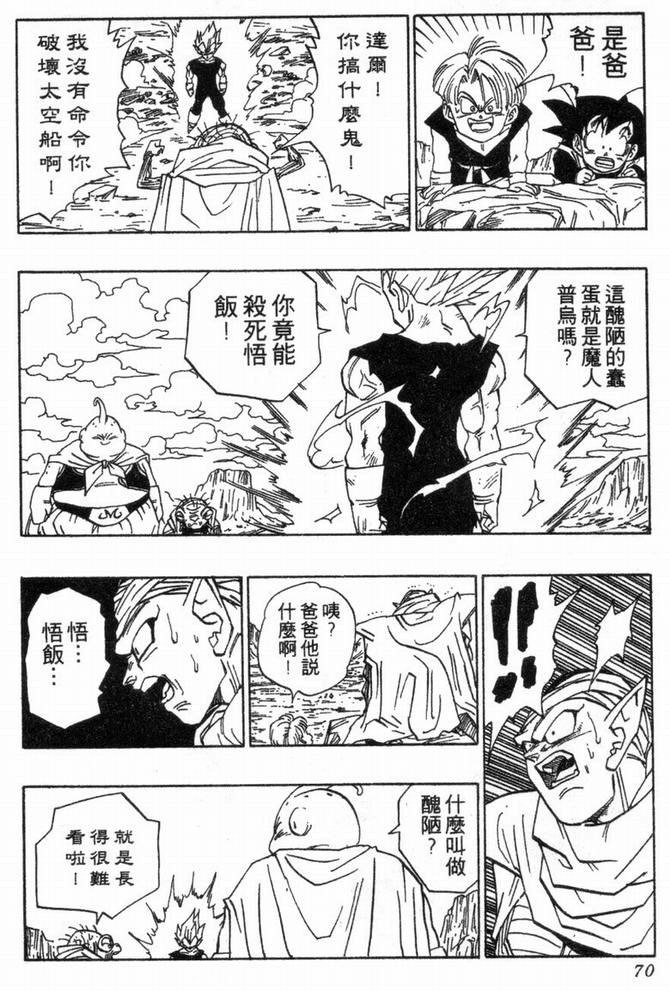 是爸
爸！
達爾！
你搞什麼鬼！
我沒有命令你
破壞太空船啊！
這醜陋的蠢
蛋就是魔人
普烏嗎？
你竟能
殺死悟
飯！
！！
咦？
爸爸他說
什麼啊！
悟…
悟飯…
什麼叫做
醜陋？
就是長
得很難
看啦！
70